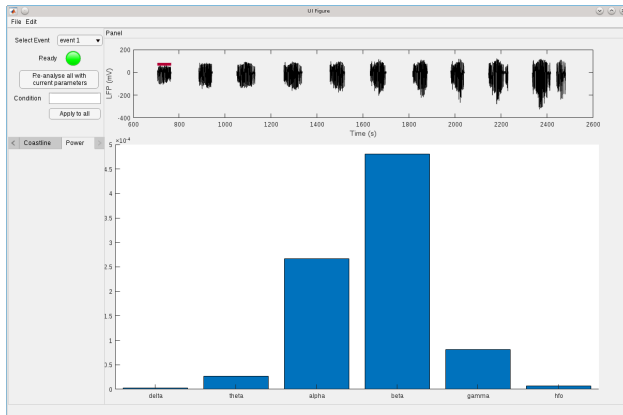 UI Figure
File Edit
Panel
Select Event event 1
Ready
Re-analyse all with
current parameters
Condition
Apply to all
< Coastline Power >
200
0
-200
-400
LFP (mV)
600 800 1000 1200 1400 1600 1800 2000 2200 2400 2600
Time (s)
×10⁻⁴
5
4.5
4
3.5
3
2.5
2
1.5
1
0.5
0
delta theta alpha beta gamma hfo